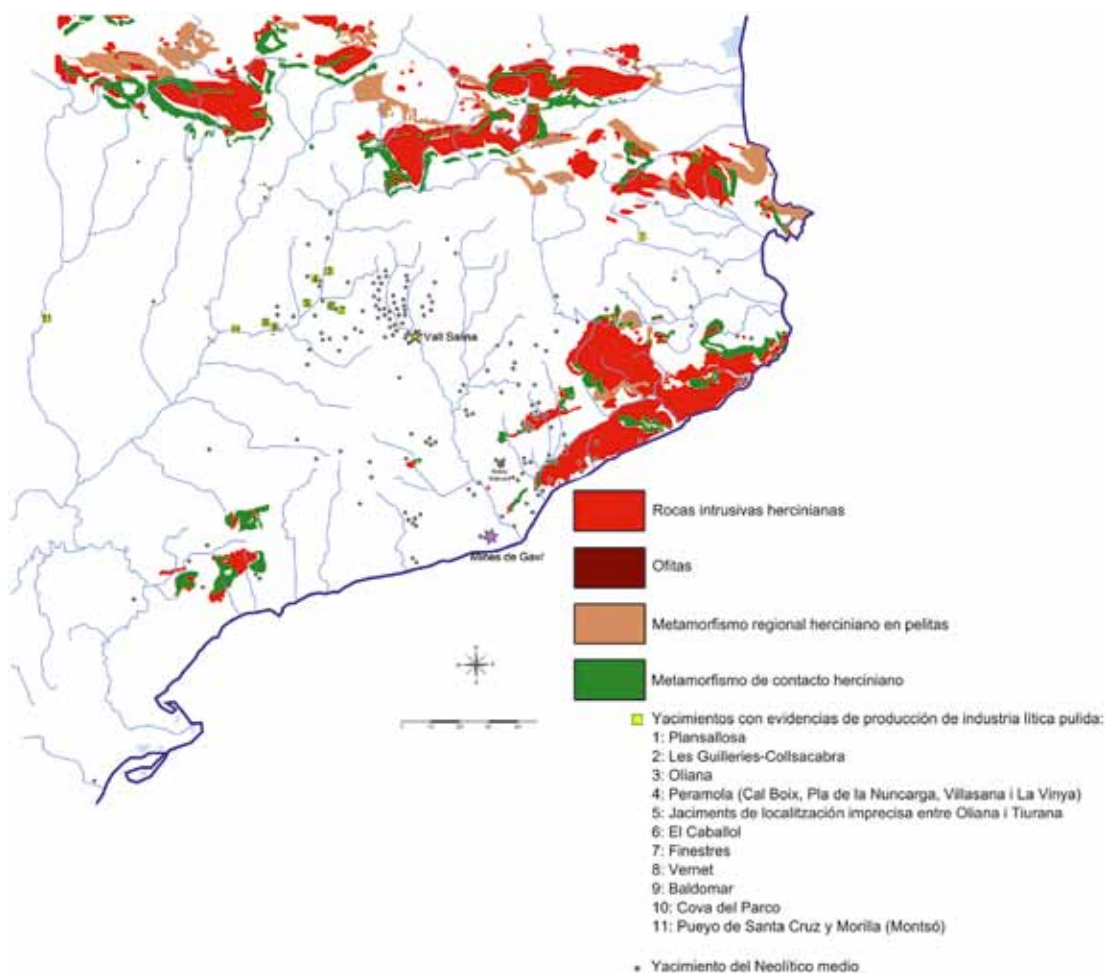 Vall Salina
Mines de Gavà
Rocas intrusivas hercinianas
Ofitas
Metamorfismo regional herciniano en pelitas
Metamorfismo de contacto herciniano
Yacimientos con evidencias de producción de industria lítica pulida:
1: Plansallosa
2: Les Guilleries-Collsacabra
3: Oliana
4: Peramola (Cal Boix, Pla de la Nuncarga, Villasana i La Vinya)
5: Jaciments de localització imprecisa entre Oliana i Tiurana
6: El Caballol
7: Finestres
8: Vernet
9: Baldomar
10: Cova del Parco
11: Pueyo de Santa Cruz y Morilla (Montsó)
Yacimiento del Neolítico medio